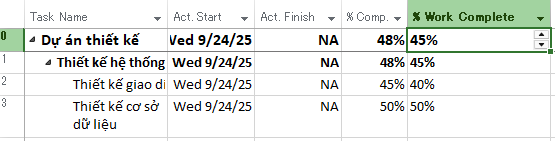 Task Name Act. Start Act. Finish % Comp. % Work Complete
0 Dự án thiết kế Wed 9/24/25 NA 48% 45%
1 Thiết kế hệ thống Wed 9/24/25 NA 48% 45%
2 Thiết kế giao di Wed 9/24/25 NA 45% 40%
3 Thiết kế cơ sở Wed 9/24/25 NA 50% 50%
dữ liệu